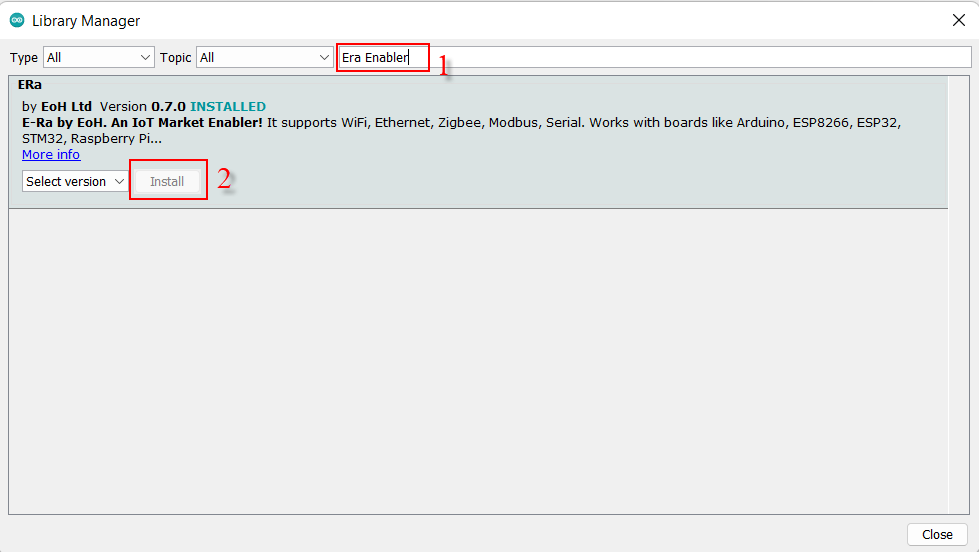 Library Manager
Type All Topic All Era Enabler 1
ERa
by EoH Ltd Version 0.7.0 INSTALLED
E-Ra by EoH. An IoT Market Enabler! It supports WiFi, Ethernet, Zigbee, Modbus, Serial. Works with boards like Arduino, ESP8266, ESP32,
STM32, Raspberry Pi...
More info
Select version Install 2
Close